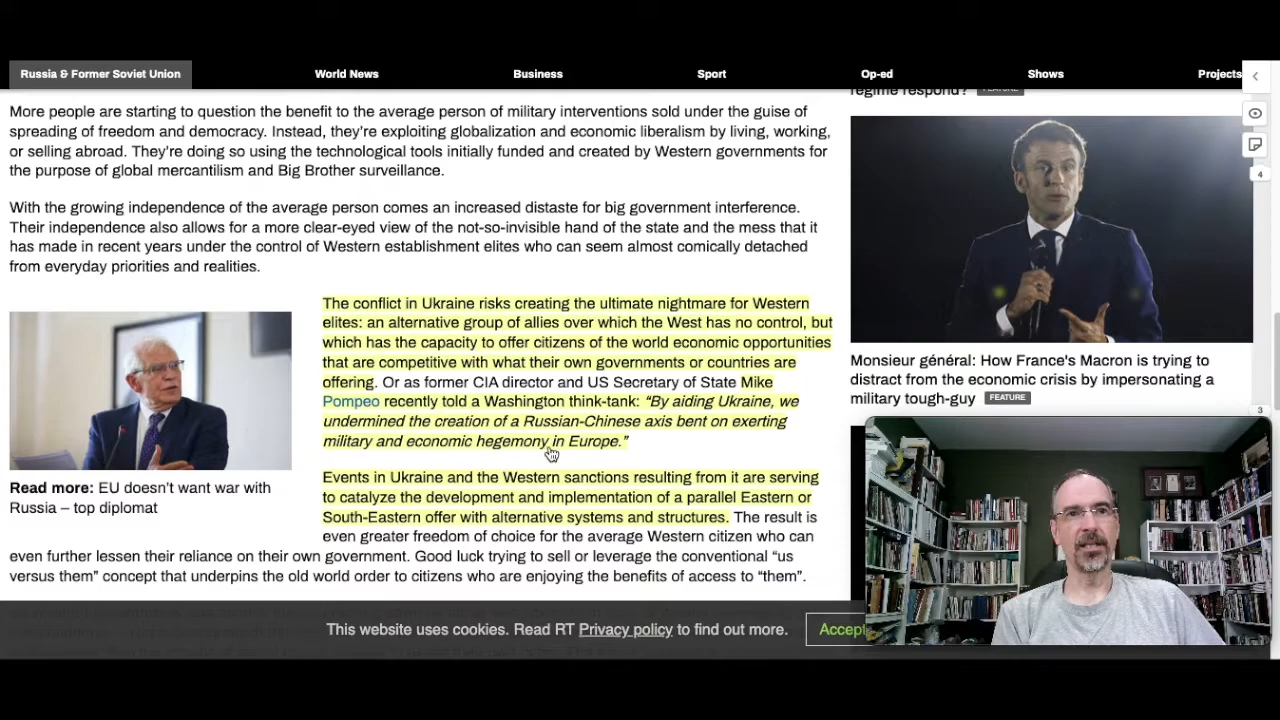 Russia & Former Soviet Union
World News
Business
Sport
Op-ed
Shows
Projects
More people are starting to question the benefit to the average person of military interventions sold under the guise of
spreading of freedom and democracy. Instead, they're exploiting globalization and economic liberalism by living, working,
or selling abroad. They're doing so using the technological tools initially funded and created by Western governments for
the purpose of global mercantilism and Big Brother surveillance.
With the growing independence of the average person comes an increased distaste for big government interference.
Their independence also allows for a more clear-eyed view of the not-so-invisible hand of the state and the mess that it
has made in recent years under the control of Western establishment elites who can seem almost comically detached
from everyday priorities and realities.
The conflict in Ukraine risks creating the ultimate nightmare for Western
elites: an alternative group of allies over which the West has no control, but
which has the capacity to offer citizens of the world economic opportunities
that are competitive with what their own governments or countries are
offering. Or as former CIA director and US Secretary of State Mike
Pompeo recently told a Washington think-tank: “By aiding Ukraine, we
undermined the creation of a Russian-Chinese axis bent on exerting
military and economic hegemony in Europe.”
Read more: EU doesn't want war with
Russia – top diplomat
Events in Ukraine and the Western sanctions resulting from it are serving
to catalyze the development and implementation of a parallel Eastern or
South-Eastern offer with alternative systems and structures. The result is
even greater freedom of choice for the average Western citizen who can
even further lessen their reliance on their own government. Good luck trying to sell or leverage the conventional “us
versus them” concept that underpins the old world order to citizens who are enjoying the benefits of access to “them”.
regime respond? FEATURE
Monsieur général: How France's Macron is trying to
distract from the economic crisis by impersonating a
military tough-guy FEATURE
4
3
This website uses cookies. Read RT Privacy policy to find out more.
Accept